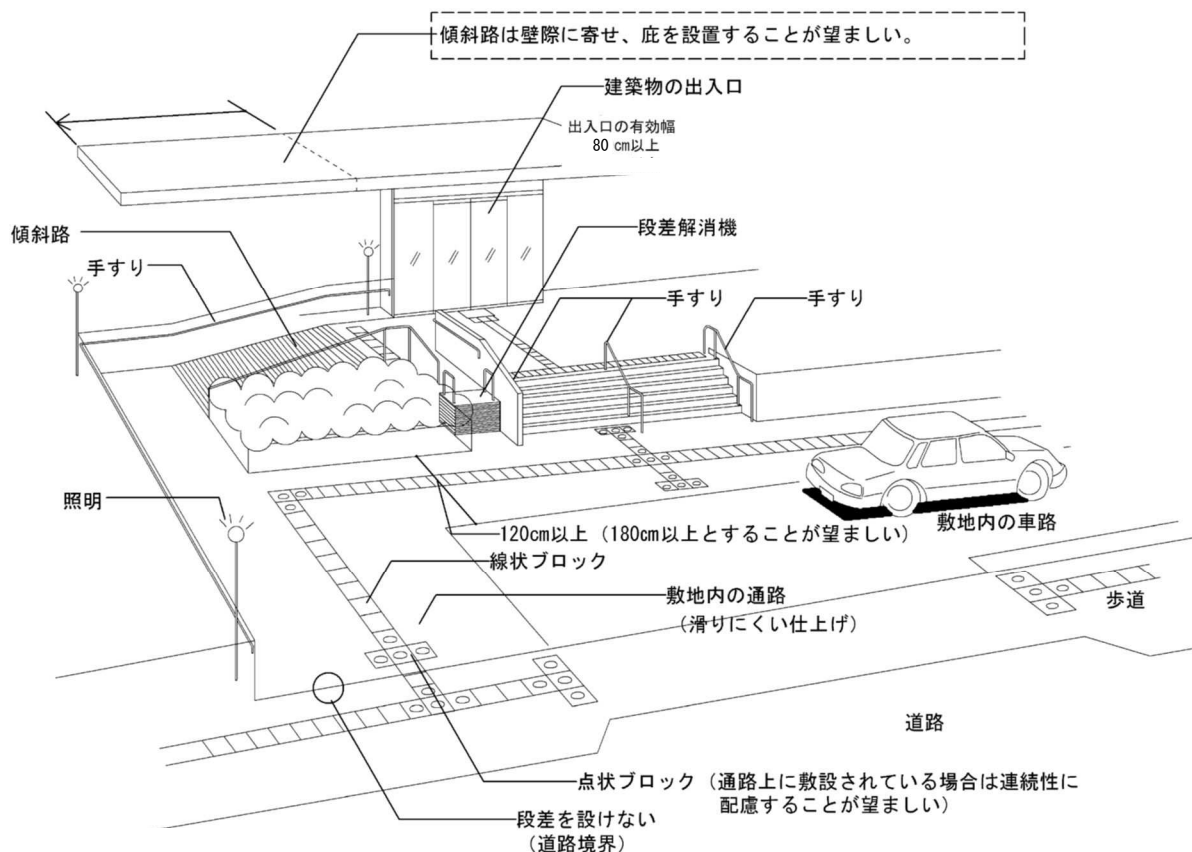 傾斜路は壁際に寄せ、庇を設置することが望ましい。
建築物の出入口
出入口の有効幅
80 cm以上
傾斜路
段差解消機
手すり
手すり
手すり
照明
120cm以上（180cm以上とすることが望ましい）
敷地内の車路
線状ブロック
敷地内の通路
（滑りにくい仕上げ）
歩道
道路
点状ブロック（通路上に敷設されている場合は連続性に
配慮することが望ましい）
段差を設けない
（道路境界）